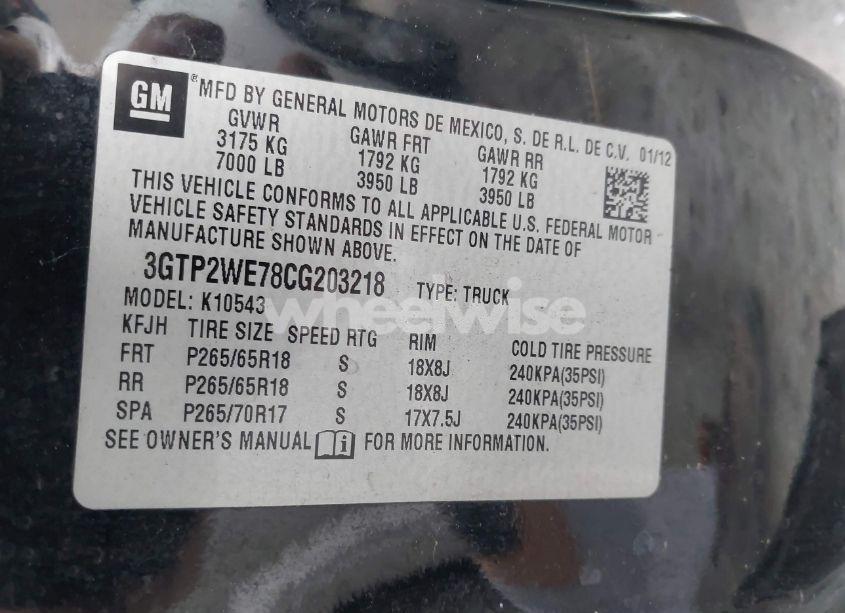 GM
®MFD BY GENERAL MOTORS DE MEXICO, S. DE R.L. DE C.V. 01/12
GVWR GAWR FRT GAWR RR
3175 KG 1792 KG 1792 KG
7000 LB 3950 LB 3950 LB
THIS VEHICLE CONFORMS TO ALL APPLICABLE U.S. FEDERAL MOTOR
VEHICLE SAFETY STANDARDS IN EFFECT ON THE DATE OF
MANUFACTURE SHOWN ABOVE.
3GTP2WE78CG203218 TYPE: TRUCK
MODEL: K10543
wheelwise
KFJH TIRE SIZE SPEED RTG RIM COLD TIRE PRESSURE
FRT P265/65R18 S 18X8J 240KPA(35PSI)
RR P265/65R18 S 18X8J 240KPA(35PSI)
SPA P265/70R17 S 17X7.5J 240KPA(35PSI)
SEE OWNER'S MANUAL i FOR MORE INFORMATION.